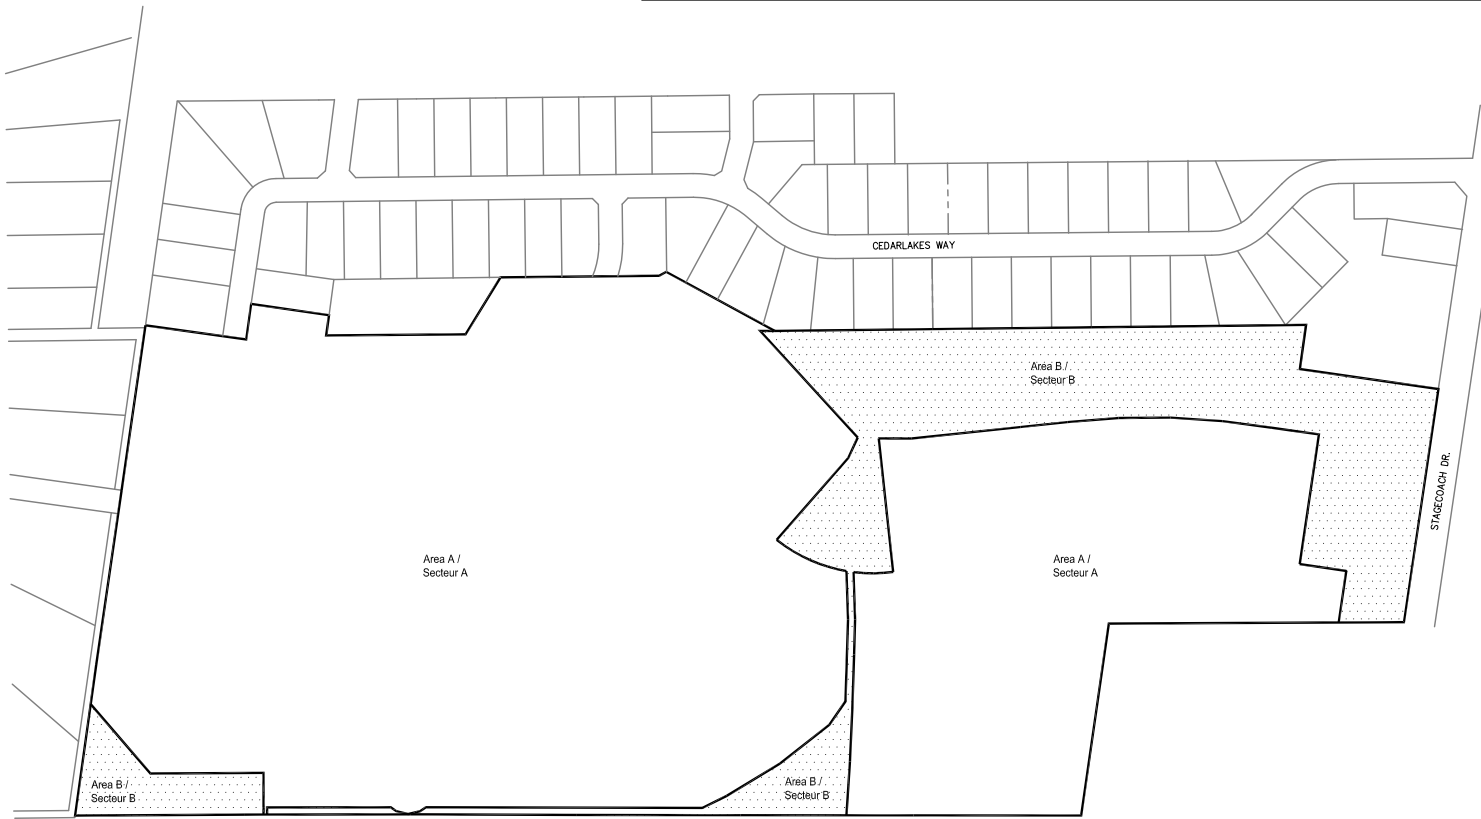 CEDARLAKES WAY
Area B /
Secteur B
STAGECOACH DR.
Area A /
Secteur A
Area A /
Secteur A
Area B /
Secteur B
Area B /
Secteur B